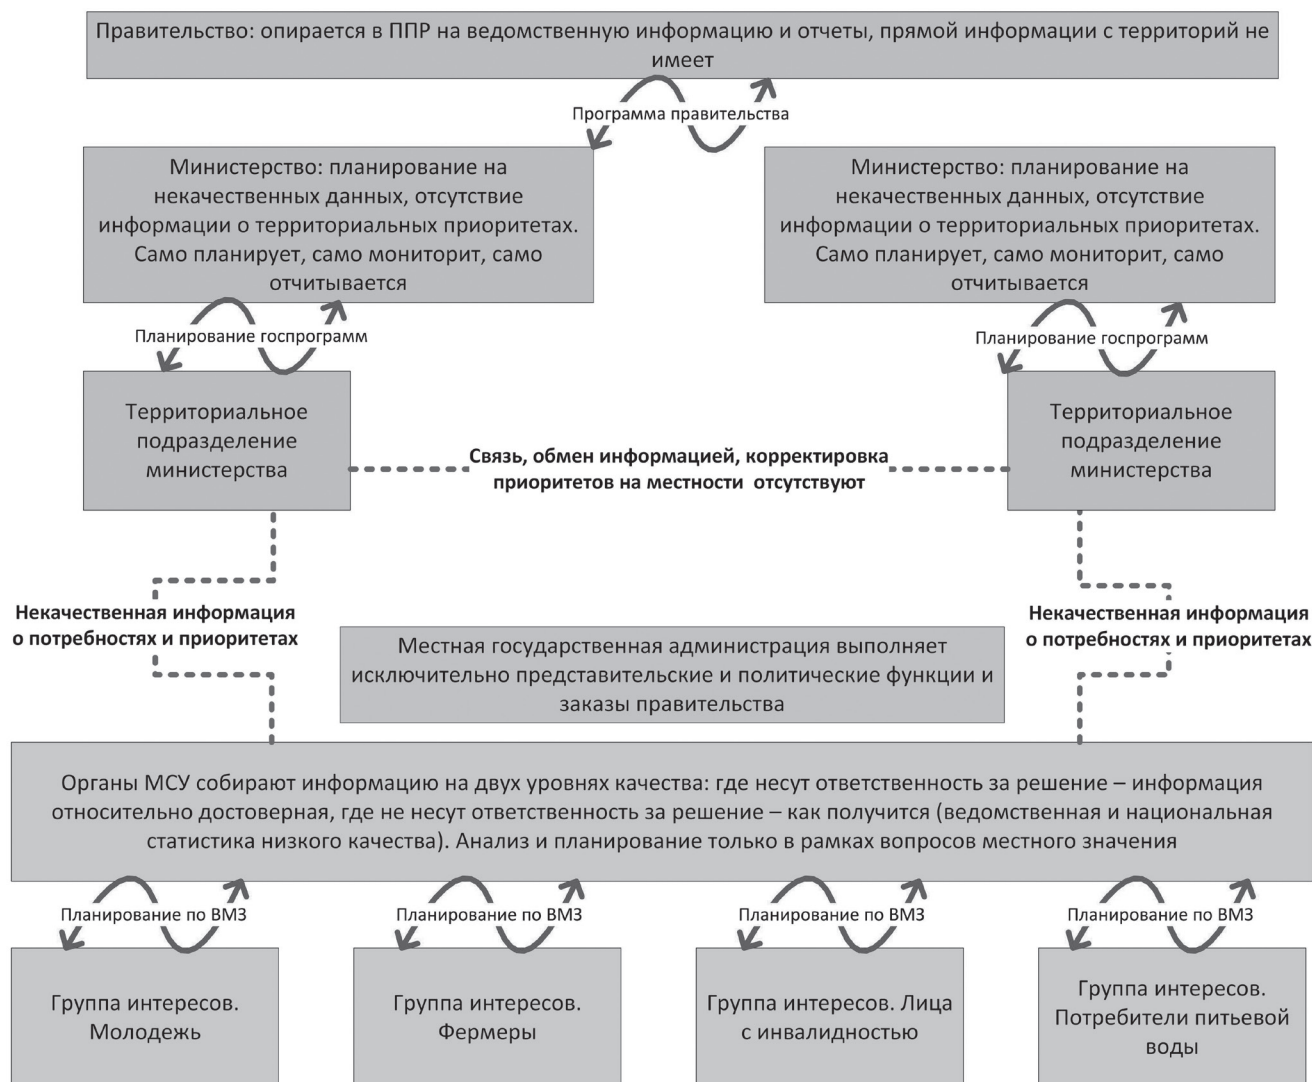 Правительство: опирается в ППР на ведомственную информацию и отчеты, прямой информации с территорий не
имеет
Программа правительства
Министерство: планирование на
некачественных данных, отсутствие
информации о территориальных приоритетах.
Само планирует, само мониторит, само
отчитывается
Министерство: планирование на
некачественных данных, отсутствие
информации о территориальных приоритетах.
Само планирует, само мониторит, само
отчитывается
Планирование госпрограмм
Планирование госпрограмм
Территориальное
подразделение
министерства
Связь, обмен информацией, корректировка
приоритетов на местности отсутствуют
Территориальное
подразделение
министерства
Некачественная информация
о потребностях и приоритетах
Некачественная информация
о потребностях и приоритетах
Местная государственная администрация выполняет
исключительно представительские и политические функции и
заказы правительства
Органы МСУ собирают информацию на двух уровнях качества: где несут ответственность за решение – информация
относительно достоверная, где не несут ответственность за решение – как получится (ведомственная и национальная
статистика низкого качества). Анализ и планирование только в рамках вопросов местного значения
Планирование по ВМЗ
Планирование по ВМЗ
Планирование по ВМЗ
Планирование по ВМЗ
Группа интересов.
Молодежь
Группа интересов.
Фермеры
Группа интересов. Лица
с инвалидностью
Группа интересов.
Потребители питьевой
воды